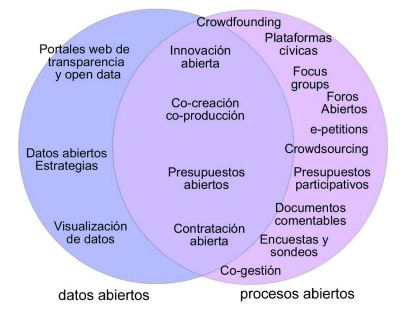 Crowdfounding
Portales web de
transparencia
y open data
Innovación
abierta
Plataformas
cívicas
Focus
groups
Foros
Abiertos
Co-creación
co-producción
e-petitions
Crowdsourcing
Datos abiertos
Estrategias
Presupuestos
abiertos
Presupuestos
participativos
Documentos
comentables
Visualización
de datos
Contratación
abierta
Encuestas y
sondeos
Co-gestión
datos abiertos
procesos abiertos